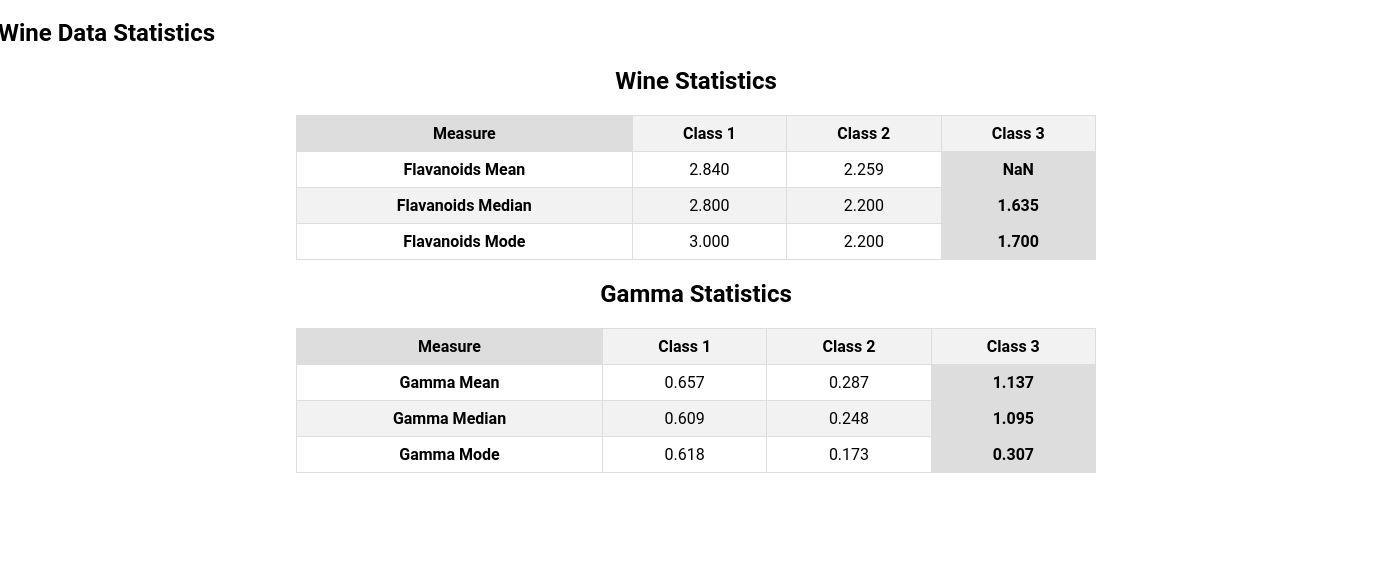 Wine Data Statistics
Wine Statistics
Measure Class 1 Class 2 Class 3
Flavanoids Mean 2.840 2.259 NaN
Flavanoids Median 2.800 2.200 1.635
Flavanoids Mode 3.000 2.200 1.700
Gamma Statistics
Measure Class 1 Class 2 Class 3
Gamma Mean 0.657 0.287 1.137
Gamma Median 0.609 0.248 1.095
Gamma Mode 0.618 0.173 0.307